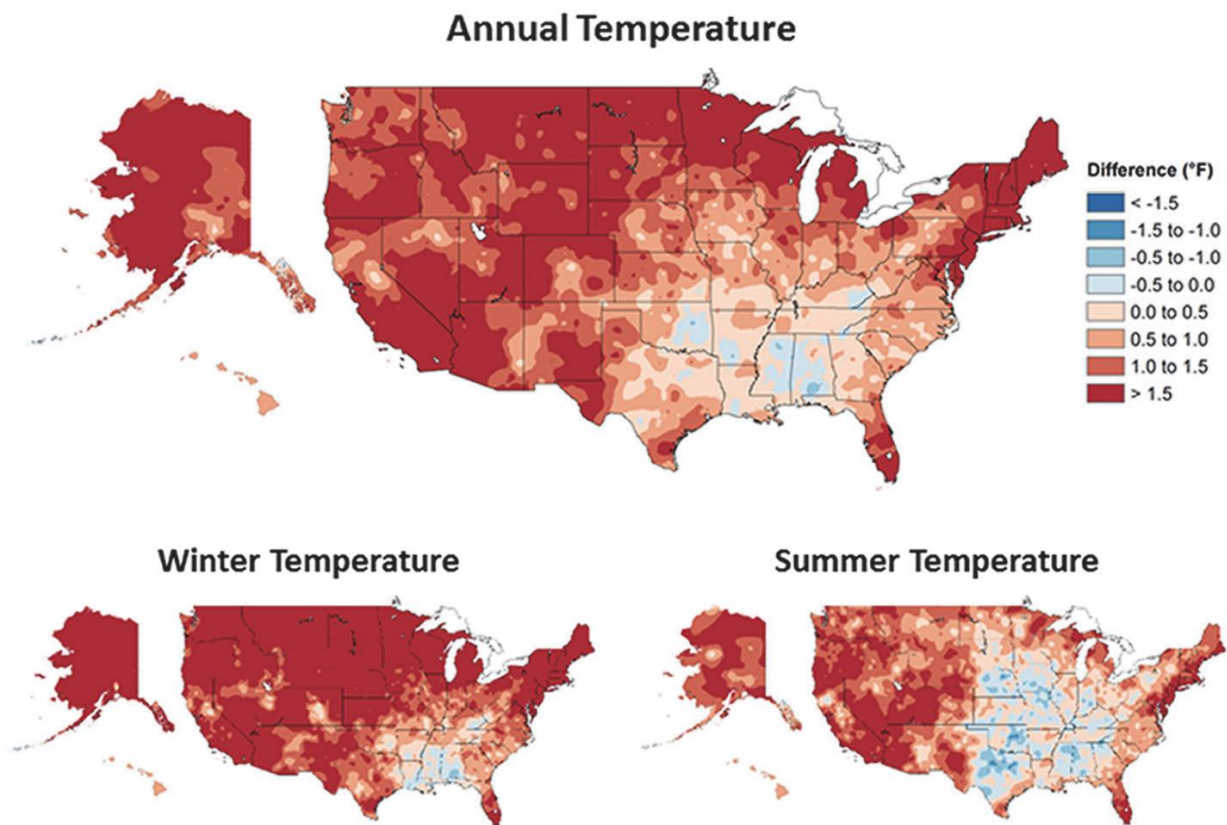 Annual Temperature
Difference (°F)
< -1.5
-1.5 to -1.0
-0.5 to -1.0
-0.5 to 0.0
0.0 to 0.5
0.5 to 1.0
1.0 to 1.5
> 1.5
Winter Temperature
Summer Temperature